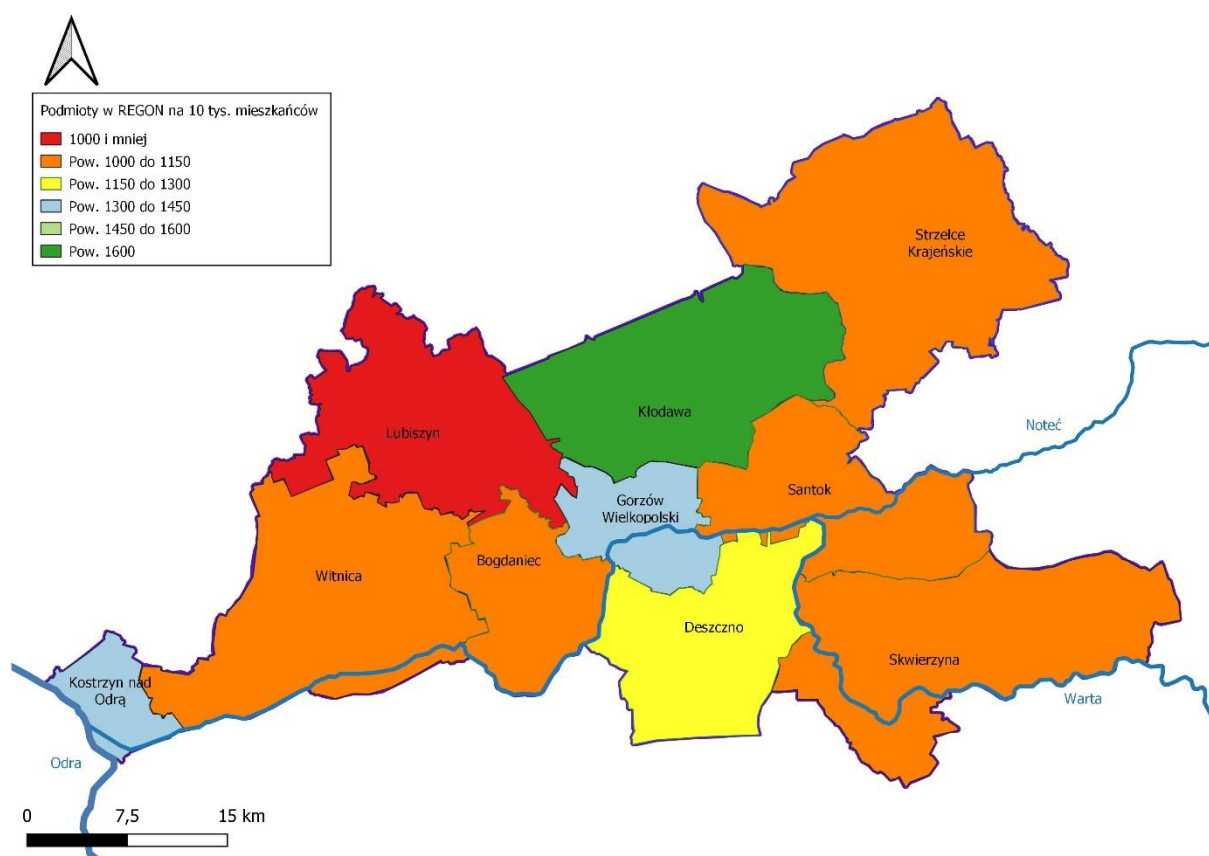 Podmioty w REGON na 10 tys. mieszkańców
1000 i mniej
Pow. 1000 do 1150
Pow. 1150 do 1300
Pow. 1300 do 1450
Pow. 1450 do 1600
Pow. 1600
Strzelce
Krajeńskie
Kłodawa
Noteć
Lubiszyn
Santok
Gorzów
Wielkopolski
Bogdaniec
Witnica
Deszczno
Skwierzyna
Kostrzyn nad
Odrą
Warta
Odra
0 7,5 15 km